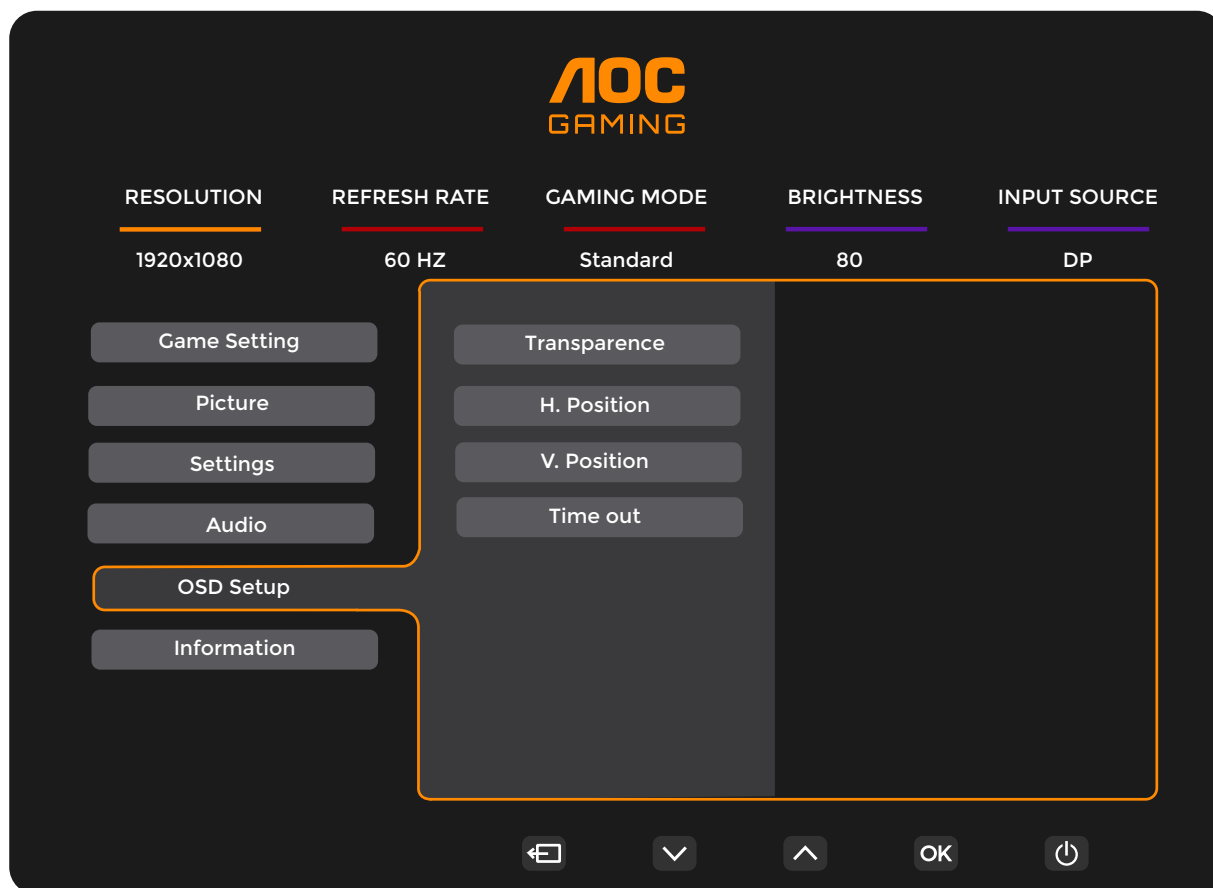 AOC
GAMING
RESOLUTION REFRESH RATE GAMING MODE BRIGHTNESS INPUT SOURCE
1920x1080 60 HZ Standard 80 DP
Game Setting
Transparence
Picture
H. Position
Settings
V. Position
Audio
Time out
OSD Setup
Information
OK